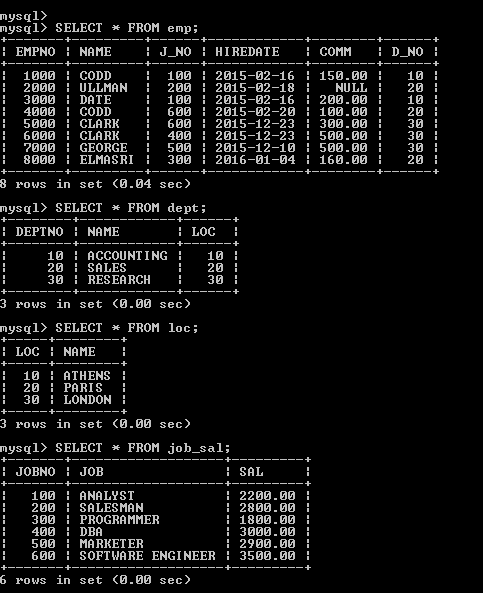 mysql>
mysql> SELECT * FROM emp;
+-------+---------+------+------------+--------+------+
| EMPNO | NAME    | J_NO | HIREDATE   | COMM   | D_NO |
+-------+---------+------+------------+--------+------+
|  1000 | CODD    |  100 | 2015-02-16 | 150.00 |   10 |
|  2000 | ULLMAN  |  200 | 2015-02-18 |   NULL |   20 |
|  3000 | DATE    |  100 | 2015-02-16 | 200.00 |   10 |
|  4000 | CODD    |  600 | 2015-02-20 | 100.00 |   20 |
|  5000 | CLARK   |  600 | 2015-12-23 | 300.00 |   30 |
|  6000 | CLARK   |  400 | 2015-12-23 | 500.00 |   30 |
|  7000 | GEORGE  |  500 | 2015-12-10 | 500.00 |   30 |
|  8000 | ELMASRI |  300 | 2016-01-04 | 160.00 |   20 |
+-------+---------+------+------------+--------+------+
8 rows in set (0.04 sec)
mysql> SELECT * FROM dept;
+--------+------------+------+
| DEPTNO | NAME       | LOC  |
+--------+------------+------+
|     10 | ACCOUNTING |   10 |
|     20 | SALES      |   20 |
|     30 | RESEARCH   |   30 |
+--------+------------+------+
3 rows in set (0.00 sec)
mysql> SELECT * FROM loc;
+-----+--------+
| LOC | NAME   |
+-----+--------+
|  10 | ATHENS |
|  20 | PARIS  |
|  30 | LONDON |
+-----+--------+
3 rows in set (0.00 sec)
mysql> SELECT * FROM job_sal;
+-------+-------------------+---------+
| JOBNO | JOB               | SAL     |
+-------+-------------------+---------+
|   100 | ANALYST           | 2200.00 |
|   200 | SALESMAN          | 2800.00 |
|   300 | PROGRAMMER        | 1800.00 |
|   400 | DBA               | 3000.00 |
|   500 | MARKETER          | 2900.00 |
|   600 | SOFTWARE ENGINEER | 3500.00 |
+-------+-------------------+---------+
6 rows in set (0.00 sec)